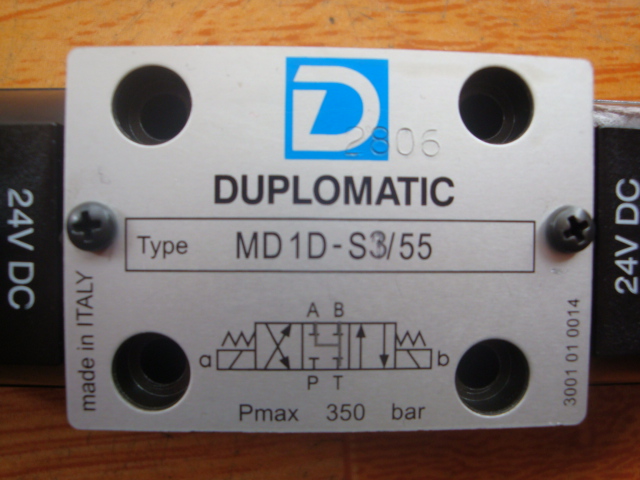 D
2806
DUPLOMATIC
Type MD1D-S3/55
24V DC
24V DC
made in ITALY
3001 01 0014
A B
a b
P T
Pmax 350 bar